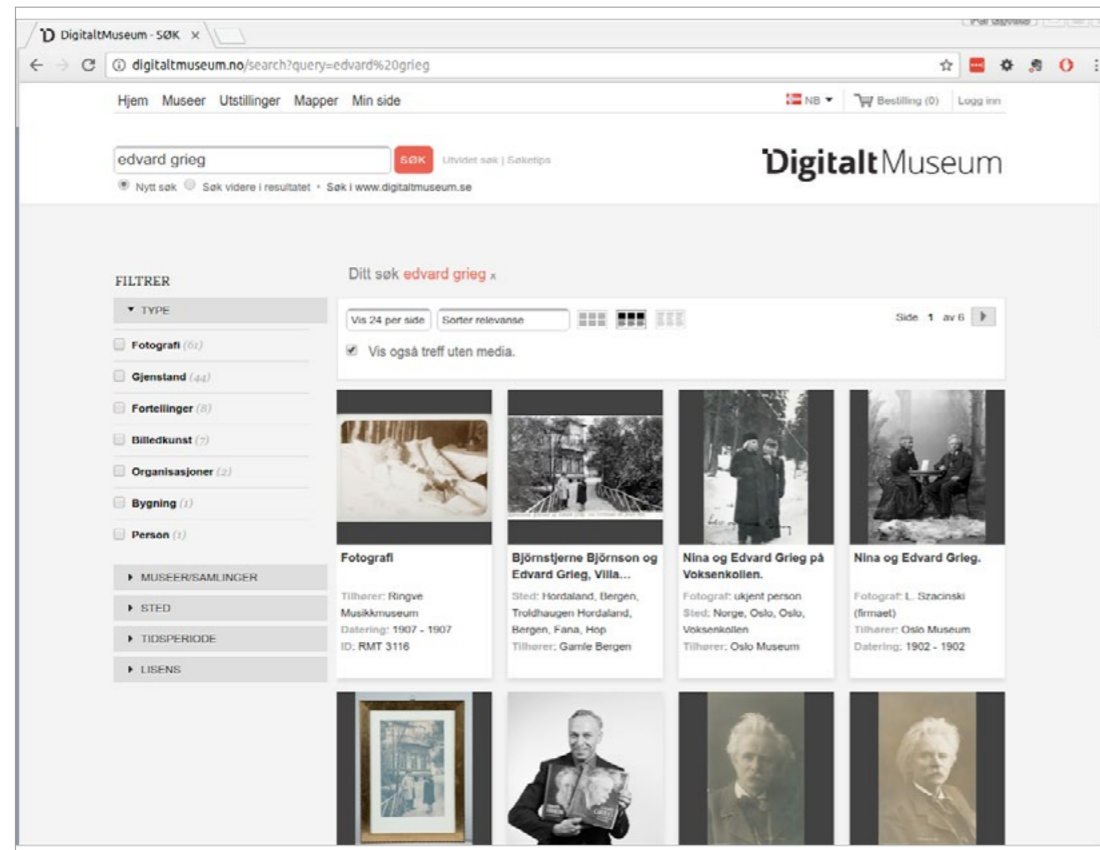 DigitaltMuseum - SØK
digitaltmuseum.no/search?query=edvard%20grieg
Hjem Museer Utstillinger Mapper Min side
NB Bestilling (0) Logg inn
edvard grieg SØK Utvidet søk | Søketips
DigitaltMuseum
Nytt søk Søk videre i resultatet • Søk i www.digitaltmuseum.se
Ditt søk edvard grieg x
FILTRER
TYPE
Fotografi (61)
Gjenstand (44)
Fortellinger (8)
Billedkunst (7)
Organisasjoner (2)
Bygning (1)
Person (1)
MUSEER/SAMLINGER
STED
TIDSPERIODE
LISENS
Vis 24 per side Sorter relevanse Side 1 av 6
Vis også treff uten media.
Fotografi
Tilhører: Ringve
Musikkmuseum
Datering: 1907 - 1907
ID: RMT 3116
Björnstjerne Björnson og
Edvard Grieg, Villa...
Sted: Hordaland, Bergen,
Troldhaugen Hordaland,
Bergen, Fana, Hop
Tilhører: Gamle Bergen
Nina og Edvard Grieg på
Voksenkollen.
Fotograf: ukjent person
Sted: Norge, Oslo, Oslo,
Voksenkollen
Tilhører: Oslo Museum
Nina og Edvard Grieg.
Fotograf: L. Szacinski
(firmaet)
Tilhører: Oslo Museum
Datering: 1902 - 1902